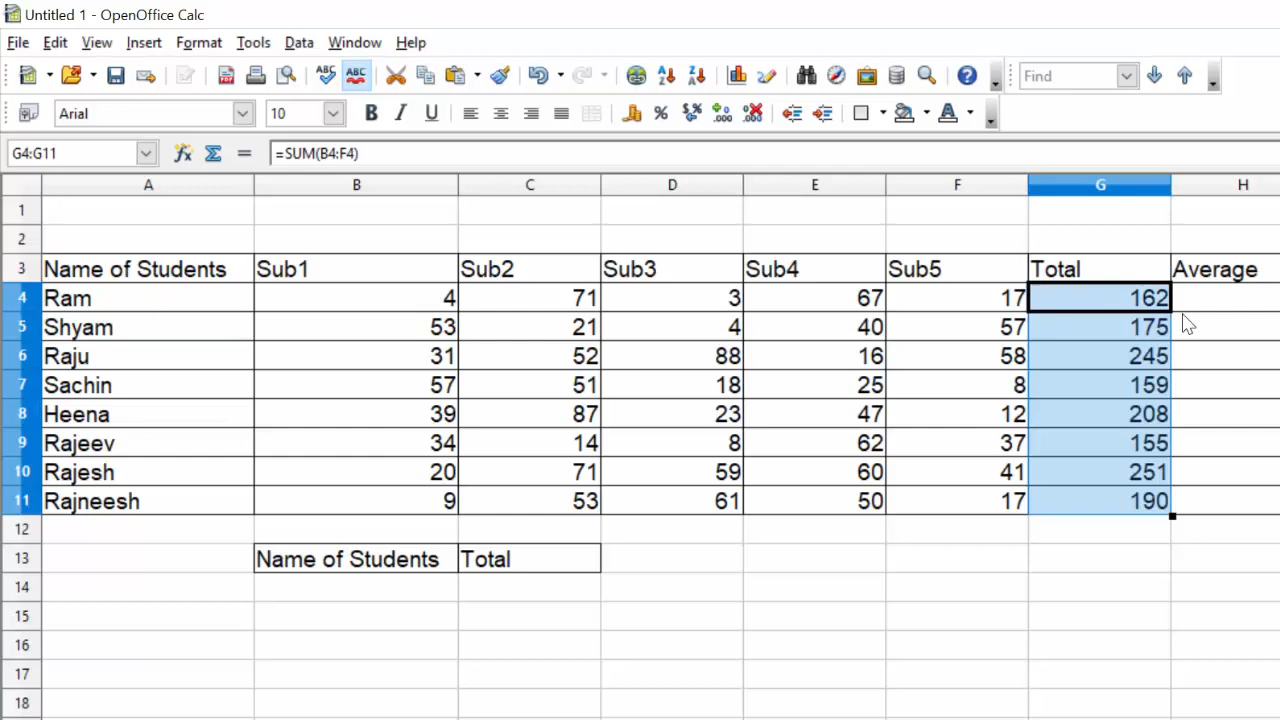 Untitled 1 - OpenOffice Calc
File Edit View Insert Format Tools Data Window Help
Find
Arial 10
G4:G11 =SUM(B4:F4)
A B C D E F G H
1
2
3 Name of Students Sub1 Sub2 Sub3 Sub4 Sub5 Total Average
4 Ram 4 71 3 67 17 162
5 Shyam 53 21 4 40 57 175
6 Raju 31 52 88 16 58 245
7 Sachin 57 51 18 25 8 159
8 Heena 39 87 23 47 12 208
9 Rajeev 34 14 8 62 37 155
10 Rajesh 20 71 59 60 41 251
11 Rajneesh 9 53 61 50 17 190
12
13 Name of Students Total
14
15
16
17
18